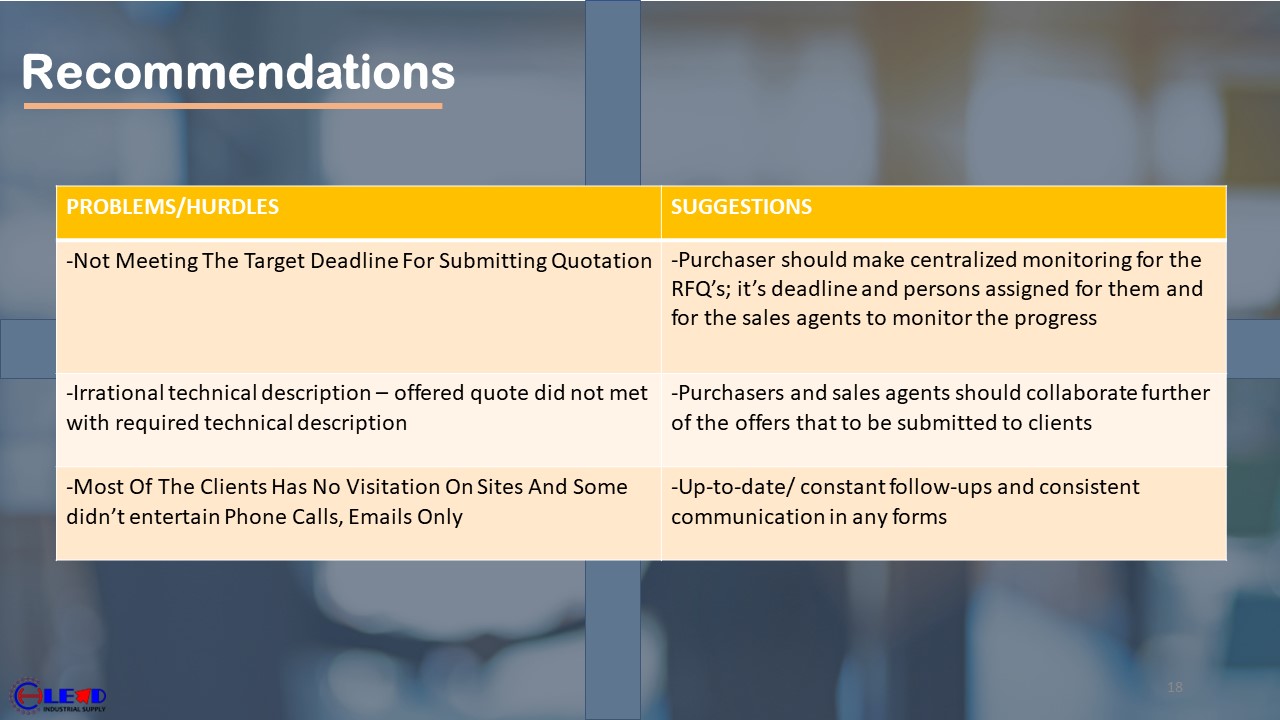 Recommendations
PROBLEMS/HURDLES
SUGGESTIONS
-Not Meeting The Target Deadline For Submitting Quotation
-Purchaser should make centralized monitoring for the
RFQ’s; it’s deadline and persons assigned for them and
for the sales agents to monitor the progress
-Irrational technical description – offered quote did not met
with required technical description
-Purchasers and sales agents should collaborate further
of the offers that to be submitted to clients
-Most Of The Clients Has No Visitation On Sites And Some
didn’t entertain Phone Calls, Emails Only
-Up-to-date/ constant follow-ups and consistent
communication in any forms
LEAD
INDUSTRIAL SUPPLY
18